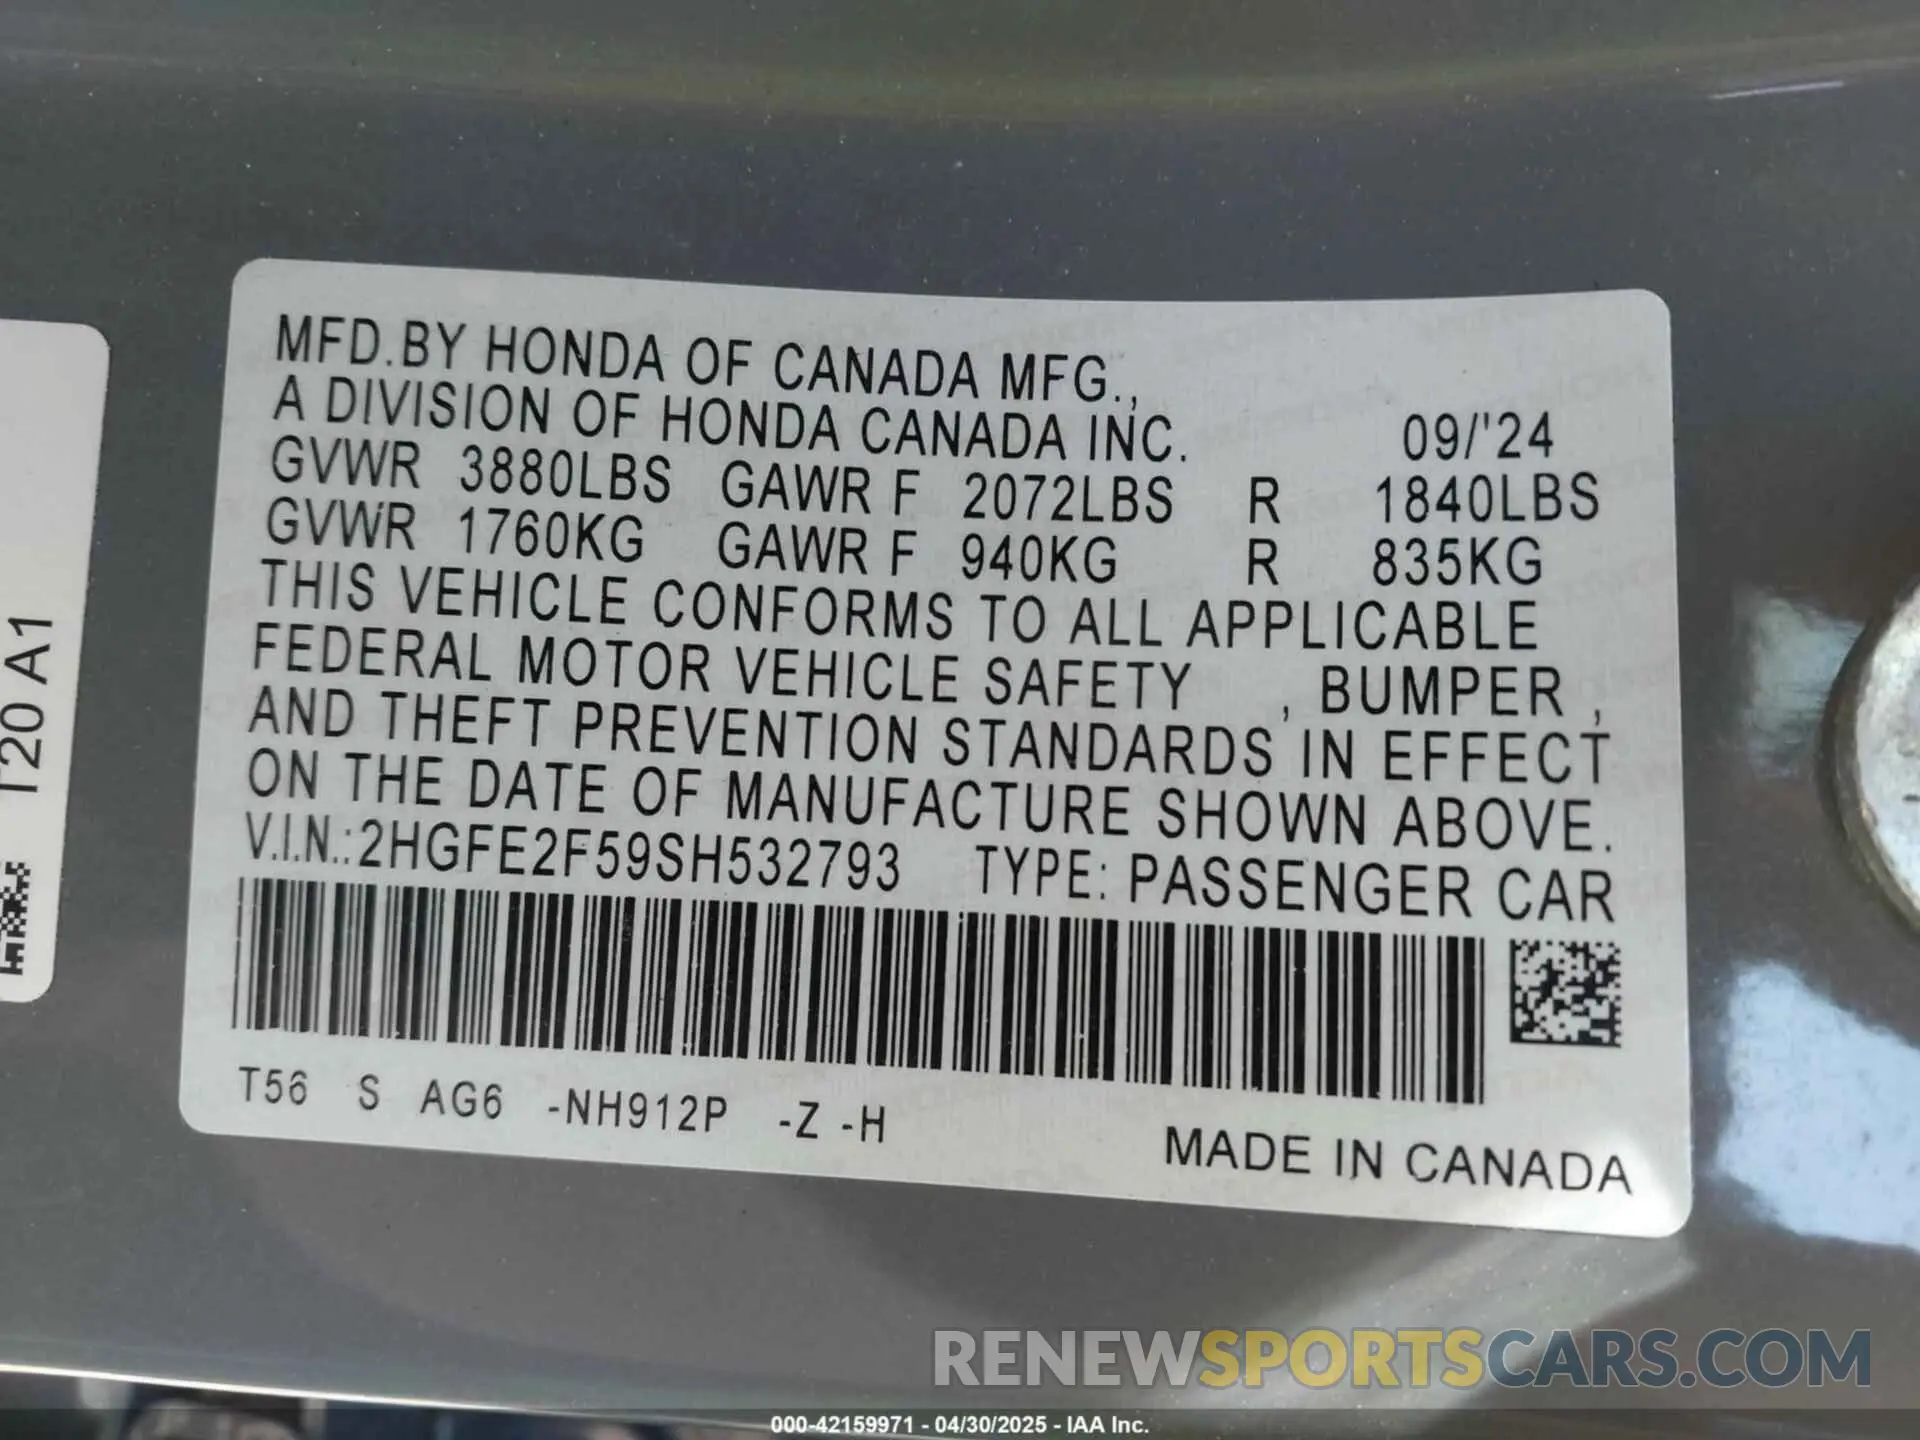 MFD.BY HONDA OF CANADA MFG.,
A DIVISION OF HONDA CANADA INC. 09/'24
GVWR 3880LBS GAWR F 2072LBS R 1840LBS
GVWR 1760KG GAWR F 940KG R 835KG
THIS VEHICLE CONFORMS TO ALL APPLICABLE
FEDERAL MOTOR VEHICLE SAFETY , BUMPER ,
AND THEFT PREVENTION STANDARDS IN EFFECT
ON THE DATE OF MANUFACTURE SHOWN ABOVE.
V.I.N.:2HGFE2F59SH532793 TYPE: PASSENGER CAR
T56 S AG6 -NH912P -Z -H
MADE IN CANADA
T20 A1
RENEWSPORTSCARS.COM
000-42159971 - 04/30/2025 - IAA Inc.